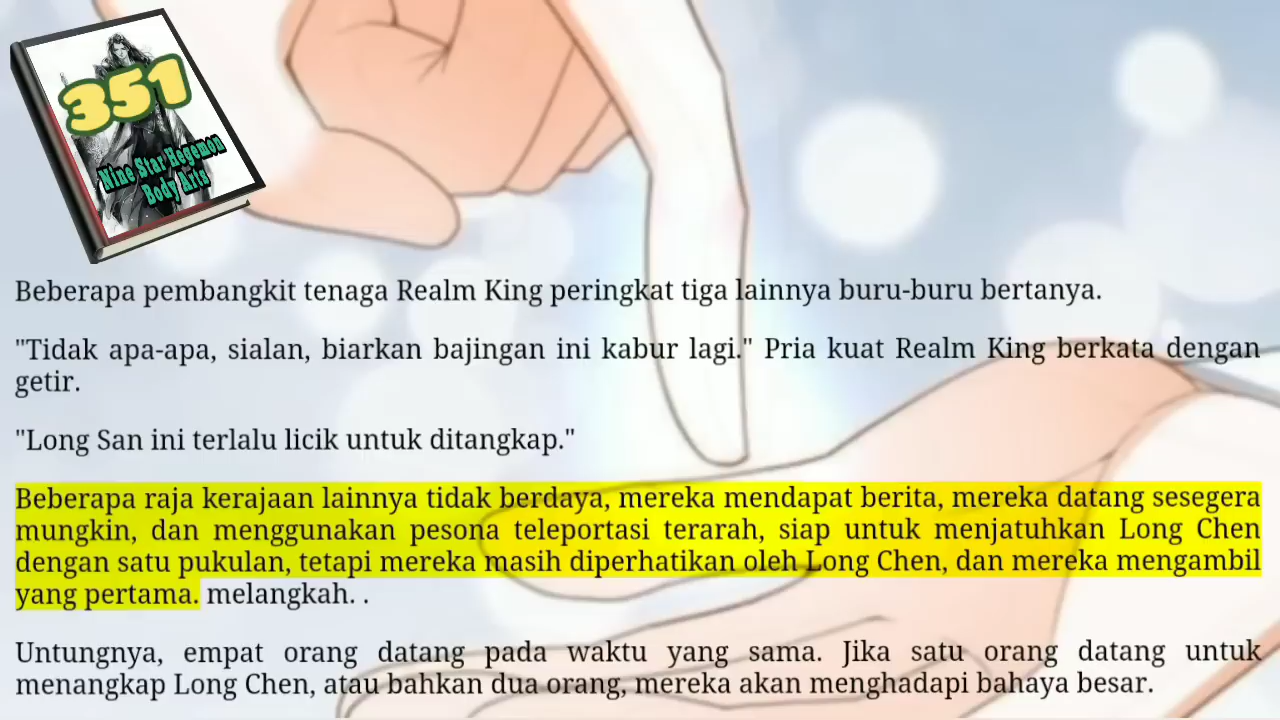 351
Nine Star Hegemon
Body Arts
Beberapa pembangkit tenaga Realm King peringkat tiga lainnya buru-buru bertanya.
"Tidak apa-apa, sialan, biarkan bajingan ini kabur lagi." Pria kuat Realm King berkata dengan
getir.
"Long San ini terlalu licik untuk ditangkap."
Beberapa raja kerajaan lainnya tidak berdaya, mereka mendapat berita, mereka datang sesegera
mungkin, dan menggunakan pesona teleportasi terarah, siap untuk menjatuhkan Long Chen
dengan satu pukulan, tetapi mereka masih diperhatikan oleh Long Chen, dan mereka mengambil
yang pertama. melangkah. .
Untungnya, empat orang datang pada waktu yang sama. Jika satu orang datang untuk
menangkap Long Chen, atau bahkan dua orang, mereka akan menghadapi bahaya besar.